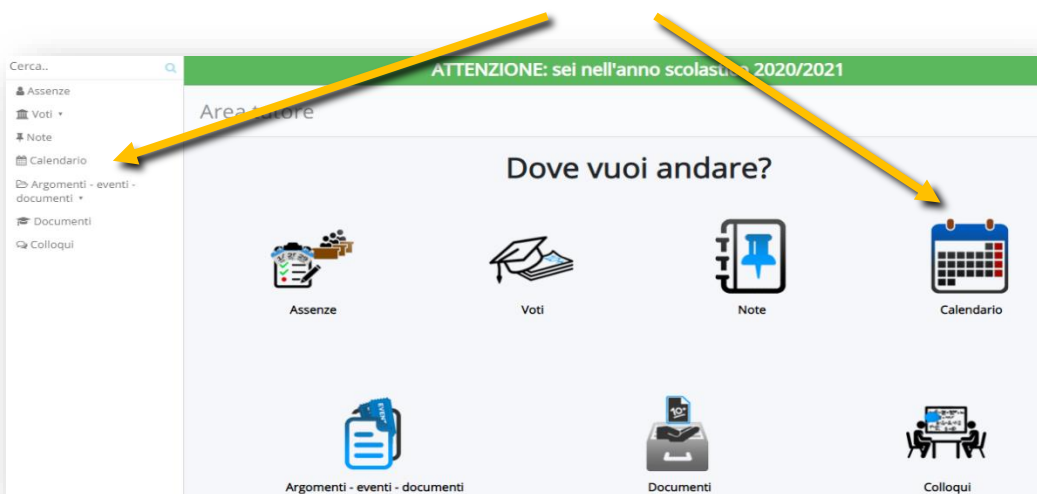 Cerca..
Assenze
Voti
Note
Calendario
Argomenti - eventi -
documenti
Documenti
Colloqui
ATTENZIONE: sei nell'anno scolastico 2020/2021
Area tutore
Dove vuoi andare?
Assenze
Voti
Note
Calendario
Argomenti - eventi - documenti
Documenti
Colloqui